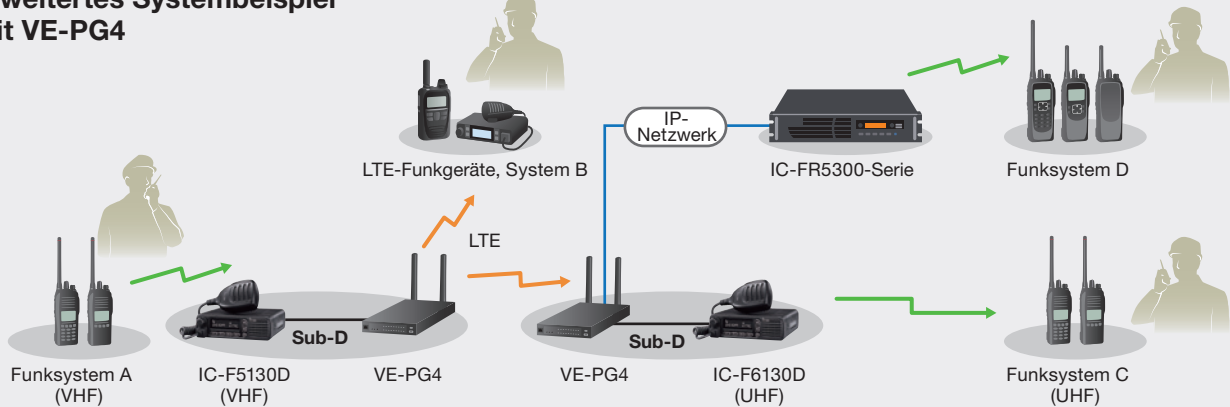 weitertes Systembeispiel
it VE-PG4
IP-
Netzwerk
LTE-Funkgeräte, System B
IC-FR5300-Serie
Funksystem D
LTE
Sub-D
Sub-D
Funksystem A
(VHF)
IC-F5130D
(VHF)
VE-PG4
VE-PG4
IC-F6130D
(UHF)
Funksystem C
(UHF)